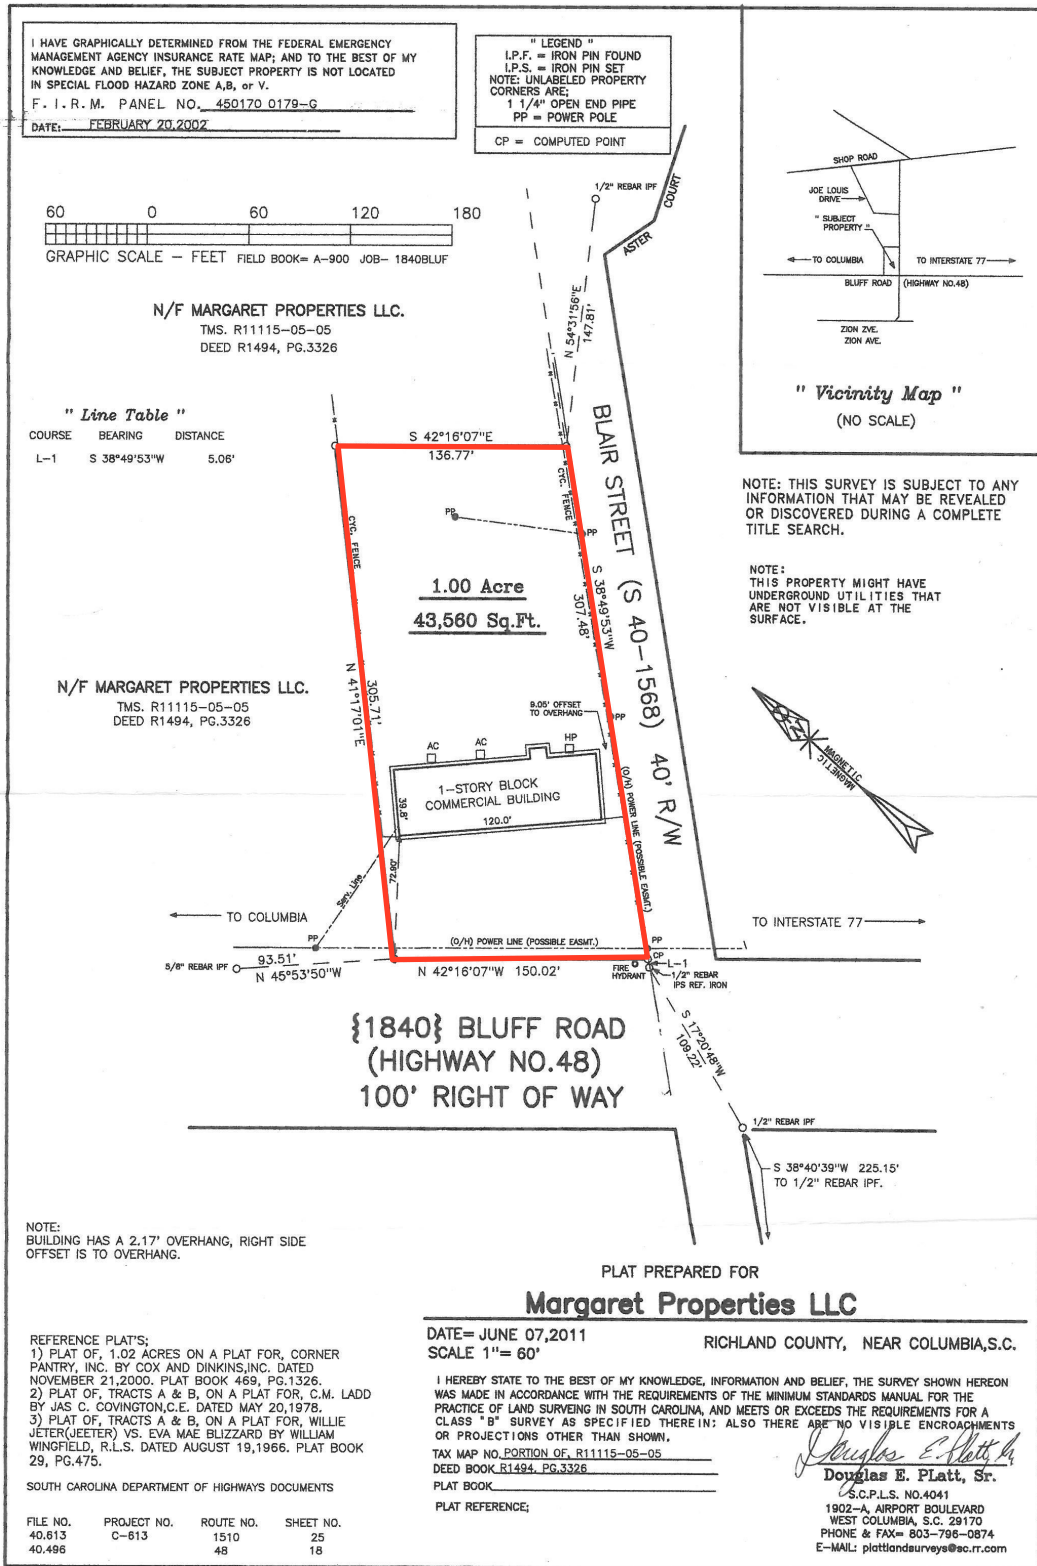 I HAVE GRAPHICALLY DETERMINED FROM THE FEDERAL EMERGENCY
MANAGEMENT AGENCY INSURANCE RATE MAP; AND TO THE BEST OF MY
KNOWLEDGE AND BELIEF, THE SUBJECT PROPERTY IS NOT LOCATED
IN SPECIAL FLOOD HAZARD ZONE A,B, or V.
F. I. R. M. PANEL NO. 450170 0179-G
DATE: FEBRUARY 20,2002
" LEGEND "
I.P.F. = IRON PIN FOUND
I.P.S. = IRON PIN SET
NOTE: UNLABELED PROPERTY
CORNERS ARE;
1 1/4" OPEN END PIPE
PP = POWER POLE
CP = COMPUTED POINT
SHOP ROAD
JOE LOUIS
DRIVE
" SUBJECT
PROPERTY "
TO COLUMBIA
TO INTERSTATE 77
BLUFF ROAD (HIGHWAY NO.48)
ZION ZVE.
ZION AVE.
" Vicinity Map "
(NO SCALE)
60 0 60 120 180
GRAPHIC SCALE - FEET FIELD BOOK= A-900 JOB- 1840BLUF
1/2" REBAR IPF
ASTER COURT
N 54°31'56"E
147.81'
N/F MARGARET PROPERTIES LLC.
TMS. R11115-05-05
DEED R1494, PG.3326
" Line Table "
COURSE BEARING DISTANCE
L-1 S 38°49'53"W 5.06'
S 42°16'07"E
136.77'
CYC. FENCE
CYC. FENCE
BLAIR STREET (S 40-1568) 40' R/W
PP
PP
NOTE: THIS SURVEY IS SUBJECT TO ANY
INFORMATION THAT MAY BE REVEALED
OR DISCOVERED DURING A COMPLETE
TITLE SEARCH.
NOTE:
THIS PROPERTY MIGHT HAVE
UNDERGROUND UTILITIES THAT
ARE NOT VISIBLE AT THE
SURFACE.
1.00 Acre
43,560 Sq.Ft.
S 38°49'53"W
307.48'
N/F MARGARET PROPERTIES LLC.
TMS. R11115-05-05
DEED R1494, PG.3326
305.71'
N 41°17'01"E
9.05' OFFSET
TO OVERHANG
PP
MAGNETIC
MAGNETIC
AC
AC
HP
1-STORY BLOCK
COMMERCIAL BUILDING
39.8'
120.0'
(O/H) POWER LINE (POSSIBLE EASMT.)
72.90'
Serv. Line
TO COLUMBIA
TO INTERSTATE 77
PP
(O/H) POWER LINE (POSSIBLE EASMT.)
PP
CP
5/8" REBAR IPF
93.51'
N 45°53'50"W
N 42°16'07"W 150.02'
FIRE
HYDRANT
L-1
1/2" REBAR
IPS REF. IRON
{1840} BLUFF ROAD
(HIGHWAY NO.48)
100' RIGHT OF WAY
S 17°20'48"W
109.22'
1/2" REBAR IPF
S 38°40'39"W 225.15'
TO 1/2" REBAR IPF.
NOTE:
BUILDING HAS A 2.17' OVERHANG, RIGHT SIDE
OFFSET IS TO OVERHANG.
PLAT PREPARED FOR
Margaret Properties LLC
DATE= JUNE 07,2011
SCALE 1"= 60'
RICHLAND COUNTY, NEAR COLUMBIA,S.C.
REFERENCE PLAT'S;
1) PLAT OF, 1.02 ACRES ON A PLAT FOR, CORNER
PANTRY, INC. BY COX AND DINKINS,INC. DATED
NOVEMBER 21,2000. PLAT BOOK 469, PG.1326.
2) PLAT OF, TRACTS A & B, ON A PLAT FOR, C.M. LADD
BY JAS C. COVINGTON,C.E. DATED MAY 20,1978.
3) PLAT OF, TRACTS A & B, ON A PLAT FOR, WILLIE
JETER(JEETER) VS. EVA MAE BLIZZARD BY WILLIAM
WINGFIELD, R.L.S. DATED AUGUST 19,1966. PLAT BOOK
29, PG.475.
SOUTH CAROLINA DEPARTMENT OF HIGHWAYS DOCUMENTS
FILE NO. PROJECT NO. ROUTE NO. SHEET NO.
40.613 C-613 1510 25
40.496 48 18
I HEREBY STATE TO THE BEST OF MY KNOWLEDGE, INFORMATION AND BELIEF, THE SURVEY SHOWN HEREON
WAS MADE IN ACCORDANCE WITH THE REQUIREMENTS OF THE MINIMUM STANDARDS MANUAL FOR THE
PRACTICE OF LAND SURVEING IN SOUTH CAROLINA, AND MEETS OR EXCEEDS THE REQUIREMENTS FOR A
CLASS "B" SURVEY AS SPECIFIED THEREIN; ALSO THERE ARE NO VISIBLE ENCROACHMENTS
OR PROJECTIONS OTHER THAN SHOWN.
TAX MAP NO. PORTION OF, R11115-05-05
DEED BOOK R1494, PG.3326
PLAT BOOK
PLAT REFERENCE;
Douglas E. Platt, Sr
Douglas E. PLatt, Sr.
S.C.P.L.S. NO.4041
1902-A, AIRPORT BOULEVARD
WEST COLUMBIA, S.C. 29170
PHONE & FAX= 803-796-0874
E-MAIL: plattlandsurveys@sc.rr.com